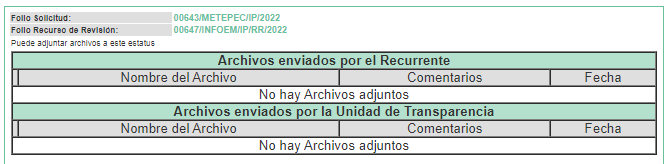 Folio Solicitud: 00643/METEPEC/IP/2022
Folio Recurso de Revisión: 00647/INFOEM/IP/RR/2022
Puede adjuntar archivos a este estatus
Archivos enviados por el Recurrente
Nombre del Archivo Comentarios Fecha
No hay Archivos adjuntos
Archivos enviados por la Unidad de Transparencia
Nombre del Archivo Comentarios Fecha
No hay Archivos adjuntos